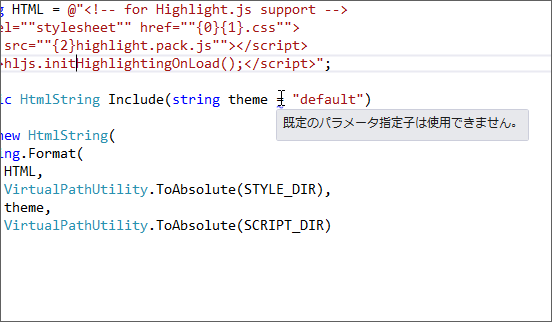 g HTML = @"<!-- for Highlight.js support -->
el=""stylesheet"" href=""{0}{1}.css"">
src=""{2}highlight.pack.js""></script>
>hljs.initHighlightingOnLoad();</script>";
ic HtmlString Include(string theme = "default")
既定のパラメータ指定子は使用できません。
new HtmlString(
ng.Format(
HTML,
VirtualPathUtility.ToAbsolute(STYLE_DIR),
theme,
VirtualPathUtility.ToAbsolute(SCRIPT_DIR)